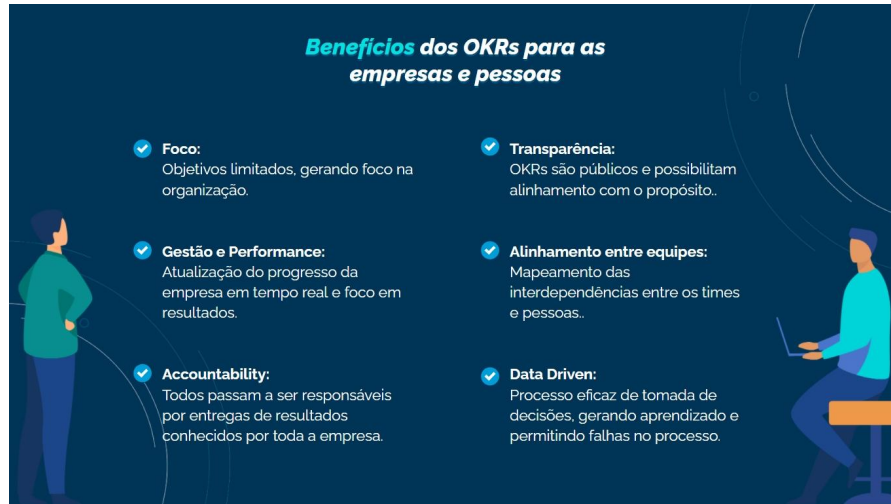 Benefícios dos OKRs para as
empresas e pessoas
Foco:
Objetivos limitados, gerando foco na
organização.
Gestão e Performance:
Atualização do progresso da
empresa em tempo real e foco em
resultados.
Accountability:
Todos passam a ser responsáveis
por entregas de resultados
conhecidos por toda a empresa.
Transparência:
OKRs são públicos e possibilitam
alinhamento com o propósito..
Alinhamento entre equipes:
Mapeamento das
interdependências entre os times
e pessoas..
Data Driven:
Processo eficaz de tomada de
decisões, gerando aprendizado e
permitindo falhas no processo.